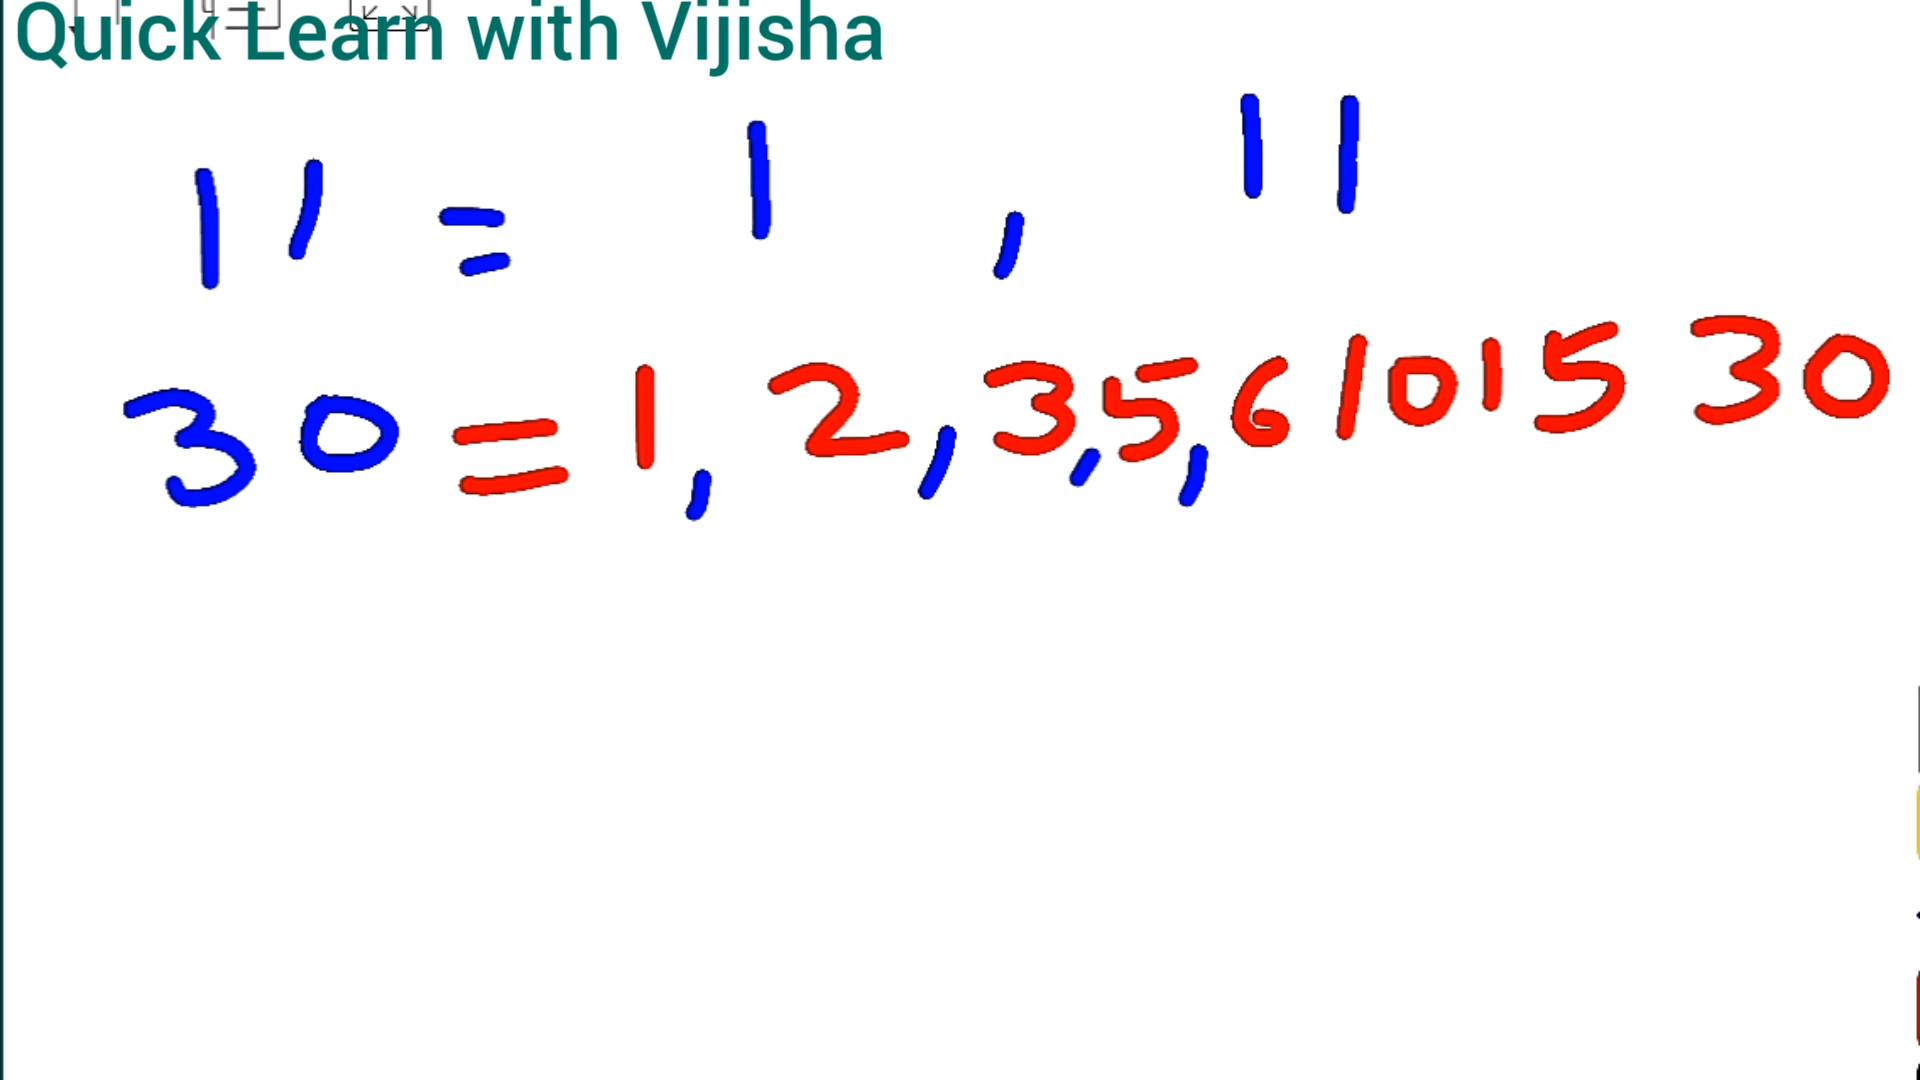 Quick Learn with Vijisha
11 = 1 , 11
30 = 1, 2, 3, 5, 6 10 15 30